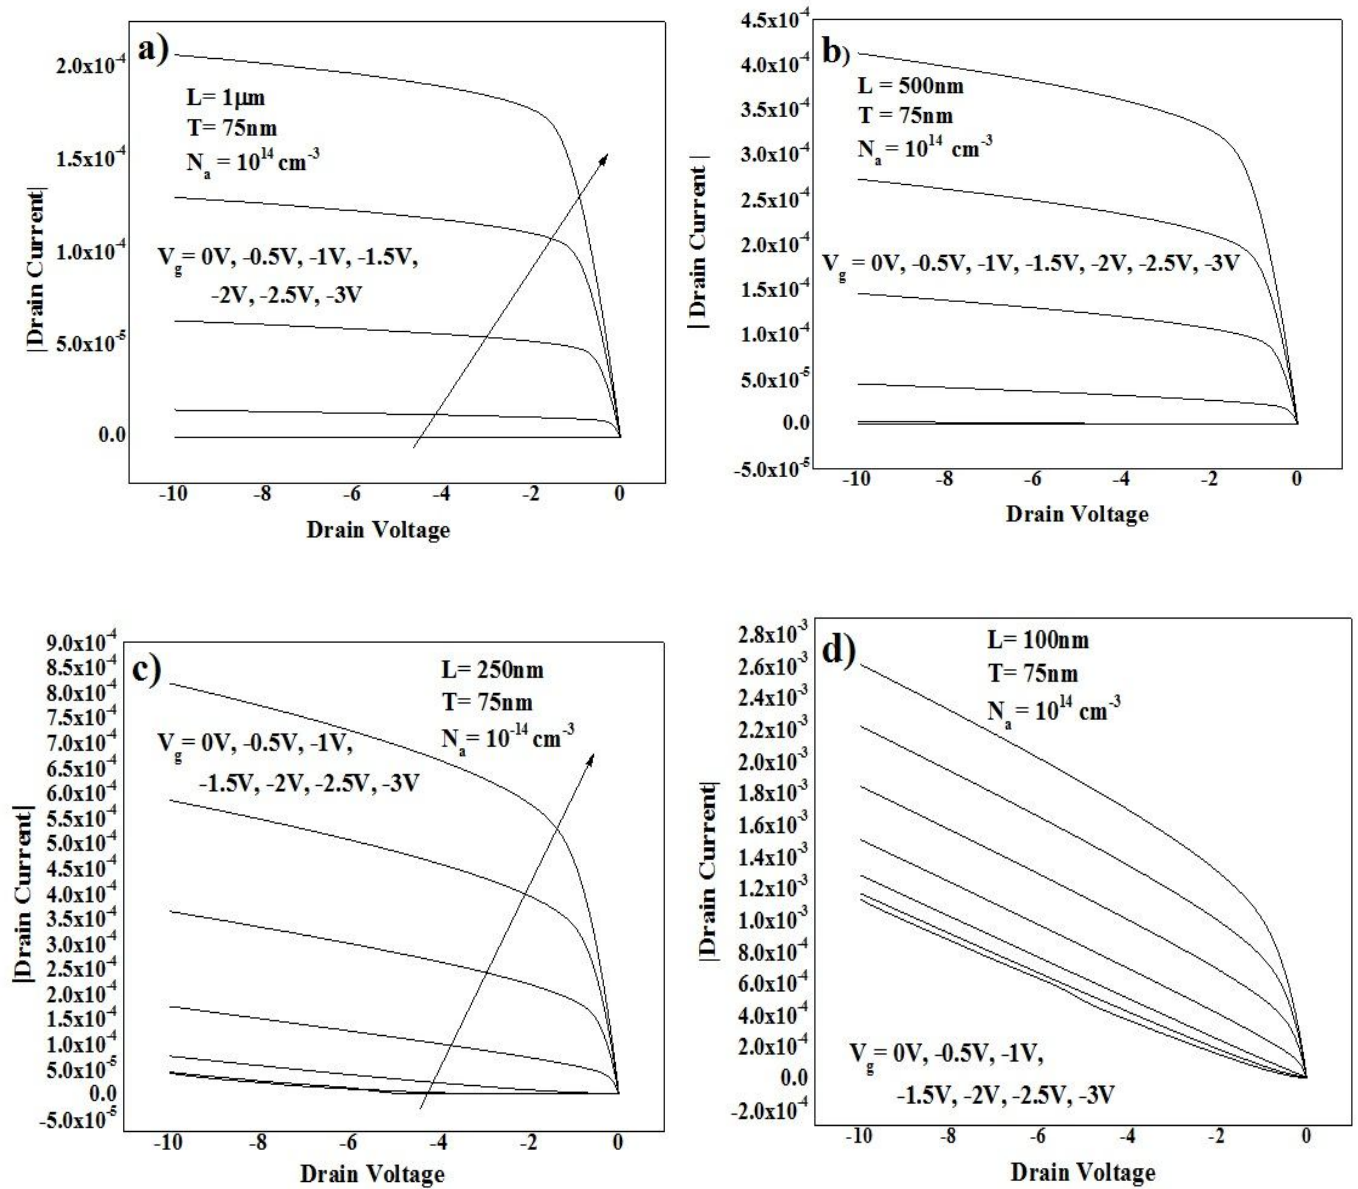 a)
L= 1μm
T= 75nm
Nₐ = 10¹⁴ cm⁻³
V_g = 0V, -0.5V, -1V, -1.5V,
-2V, -2.5V, -3V
|Drain Current|
2.0x10⁻⁴
1.5x10⁻⁴
1.0x10⁻⁴
5.0x10⁻⁵
0.0
-10 -8 -6 -4 -2 0
Drain Voltage
b)
L = 500nm
T = 75nm
Nₐ = 10¹⁴ cm⁻³
V_g = 0V, -0.5V, -1V, -1.5V, -2V, -2.5V, -3V
| Drain Current |
4.5x10⁻⁴
4.0x10⁻⁴
3.5x10⁻⁴
3.0x10⁻⁴
2.5x10⁻⁴
2.0x10⁻⁴
1.5x10⁻⁴
1.0x10⁻⁴
5.0x10⁻⁵
0.0
-5.0x10⁻⁵
-10 -8 -6 -4 -2 0
Drain Voltage
c)
L= 250nm
T= 75nm
Nₐ = 10⁻¹⁴ cm⁻³
V_g = 0V, -0.5V, -1V,
-1.5V, -2V, -2.5V, -3V
|Drain Current|
9.0x10⁻⁴
8.5x10⁻⁴
8.0x10⁻⁴
7.5x10⁻⁴
7.0x10⁻⁴
6.5x10⁻⁴
6.0x10⁻⁴
5.5x10⁻⁴
5.0x10⁻⁴
4.5x10⁻⁴
4.0x10⁻⁴
3.5x10⁻⁴
3.0x10⁻⁴
2.5x10⁻⁴
2.0x10⁻⁴
1.5x10⁻⁴
1.0x10⁻⁴
5.0x10⁻⁵
0.0
-5.0x10⁻⁵
-10 -8 -6 -4 -2 0
Drain Voltage
d)
L= 100nm
T= 75nm
Nₐ = 10¹⁴ cm⁻³
V_g = 0V, -0.5V, -1V,
-1.5V, -2V, -2.5V, -3V
|Drain Current|
2.8x10⁻³
2.6x10⁻³
2.4x10⁻³
2.2x10⁻³
2.0x10⁻³
1.8x10⁻³
1.6x10⁻³
1.4x10⁻³
1.2x10⁻³
1.0x10⁻³
8.0x10⁻⁴
6.0x10⁻⁴
4.0x10⁻⁴
2.0x10⁻⁴
0.0
-2.0x10⁻⁴
-10 -8 -6 -4 -2 0
Drain Voltage